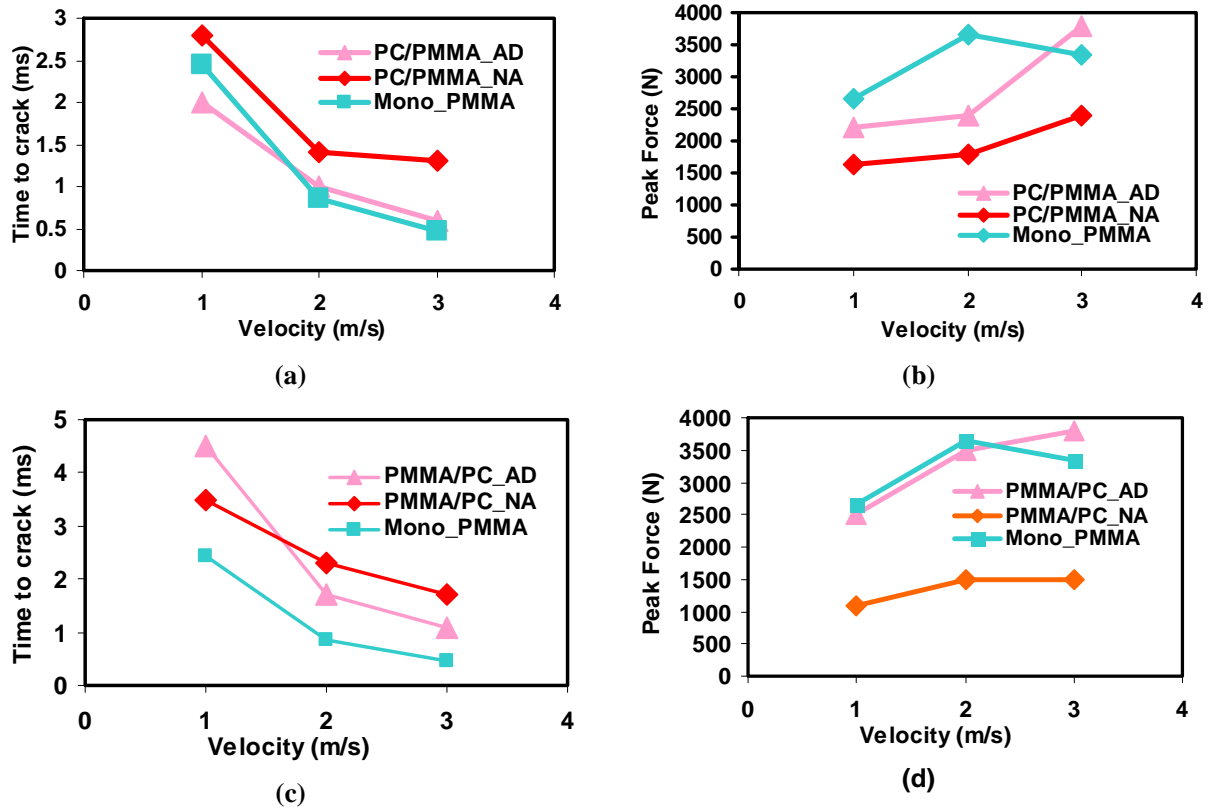 3
2.5
2
1.5
1
0.5
0
Time to crack (ms)
PC/PMMA_AD
PC/PMMA_NA
Mono_PMMA
0 1 2 3 4
Velocity (m/s)
(a)
4000
3500
3000
2500
2000
1500
1000
500
0
Peak Force (N)
PC/PMMA_AD
PC/PMMA_NA
Mono_PMMA
0 1 2 3 4
Velocity (m/s)
(b)
5
4
3
2
1
0
Time to crack (ms)
PMMA/PC_AD
PMMA/PC_NA
Mono_PMMA
0 1 2 3 4
Velocity (m/s)
(c)
4000
3500
3000
2500
2000
1500
1000
500
0
Peak Force (N)
PMMA/PC_AD
PMMA/PC_NA
Mono_PMMA
0 1 2 3 4
Velocity (m/s)
(d)